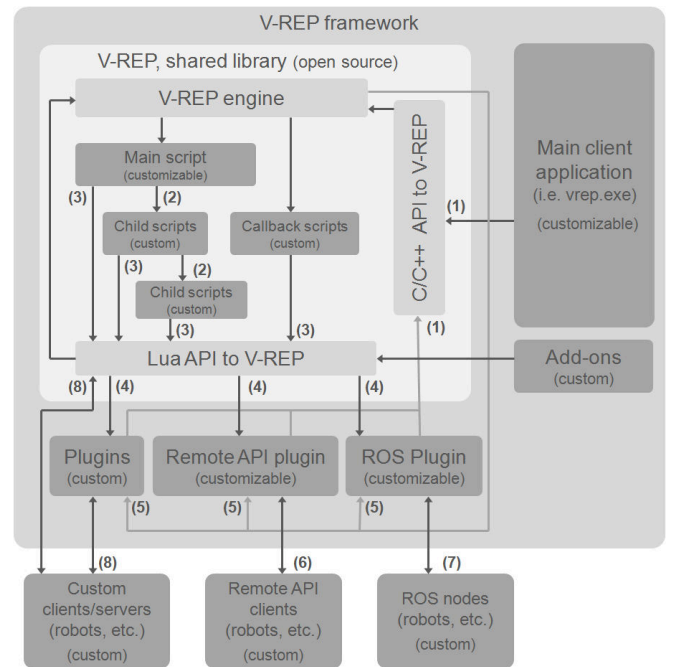 V-REP framework
V-REP, shared library (open source)
V-REP engine
Main script
(customizable)
(3)
(2)
Child scripts
(custom)
Callback scripts
(custom)
(3)
(2)
Child scripts
(custom)
(3)
(3)
Lua API to V-REP
C/C++ API to V-REP
(1)
(1)
Main client
application
(i.e. vrep.exe)
(customizable)
Add-ons
(custom)
(8)
(4)
(4)
(4)
Plugins
(custom)
Remote API plugin
(customizable)
ROS Plugin
(customizable)
(5)
(5)
(5)
(8)
(6)
(7)
Custom
clients/servers
(robots, etc.)
(custom)
Remote API
clients
(robots, etc.)
(custom)
ROS nodes
(robots, etc.)
(custom)